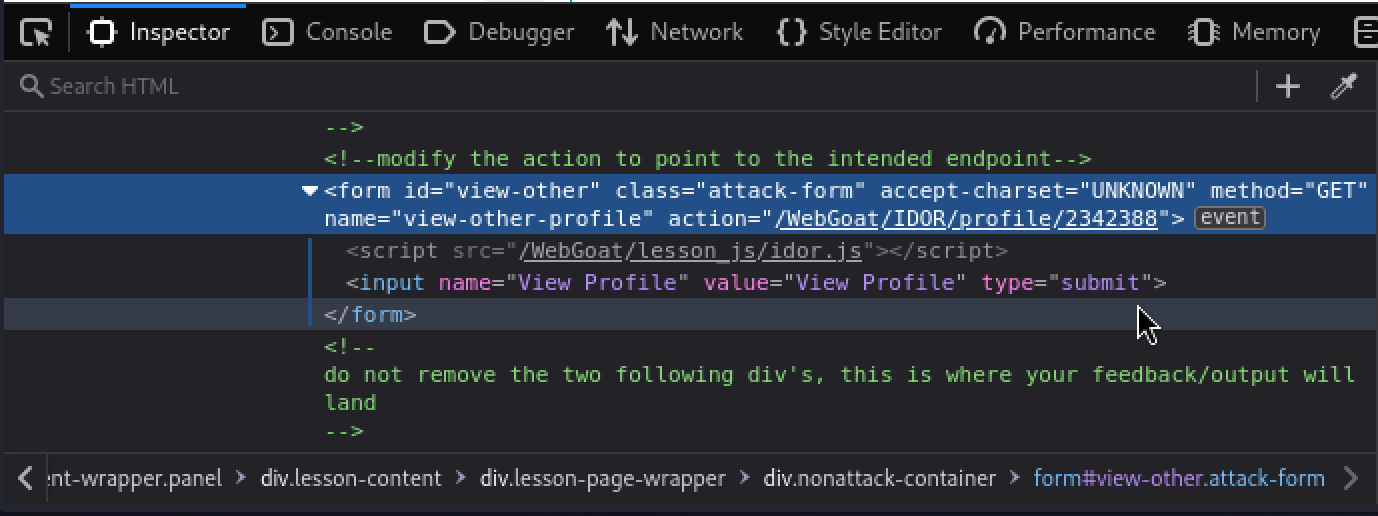 Inspector Console Debugger Network Style Editor Performance Memory
Search HTML
-->
<!--modify the action to point to the intended endpoint-->
<form id="view-other" class="attack-form" accept-charset="UNKNOWN" method="GET"
name="view-other-profile" action="/WebGoat/IDOR/profile/2342388"> event
<script src="/WebGoat/lesson_js/idor.js"></script>
<input name="View Profile" value="View Profile" type="submit">
</form>
<!--
do not remove the two following div's, this is where your feedback/output will
land
-->
ent-wrapper.panel > div.lesson-content > div.lesson-page-wrapper > div.nonattack-container > form#view-other.attack-form